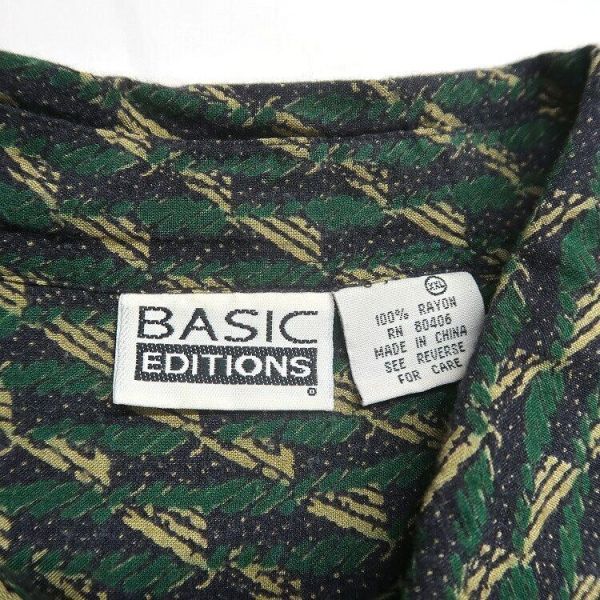 BASIC
EDITIONS
®
XXL
100% RAYON
RN 80406
MADE IN CHINA
SEE REVERSE
FOR CARE